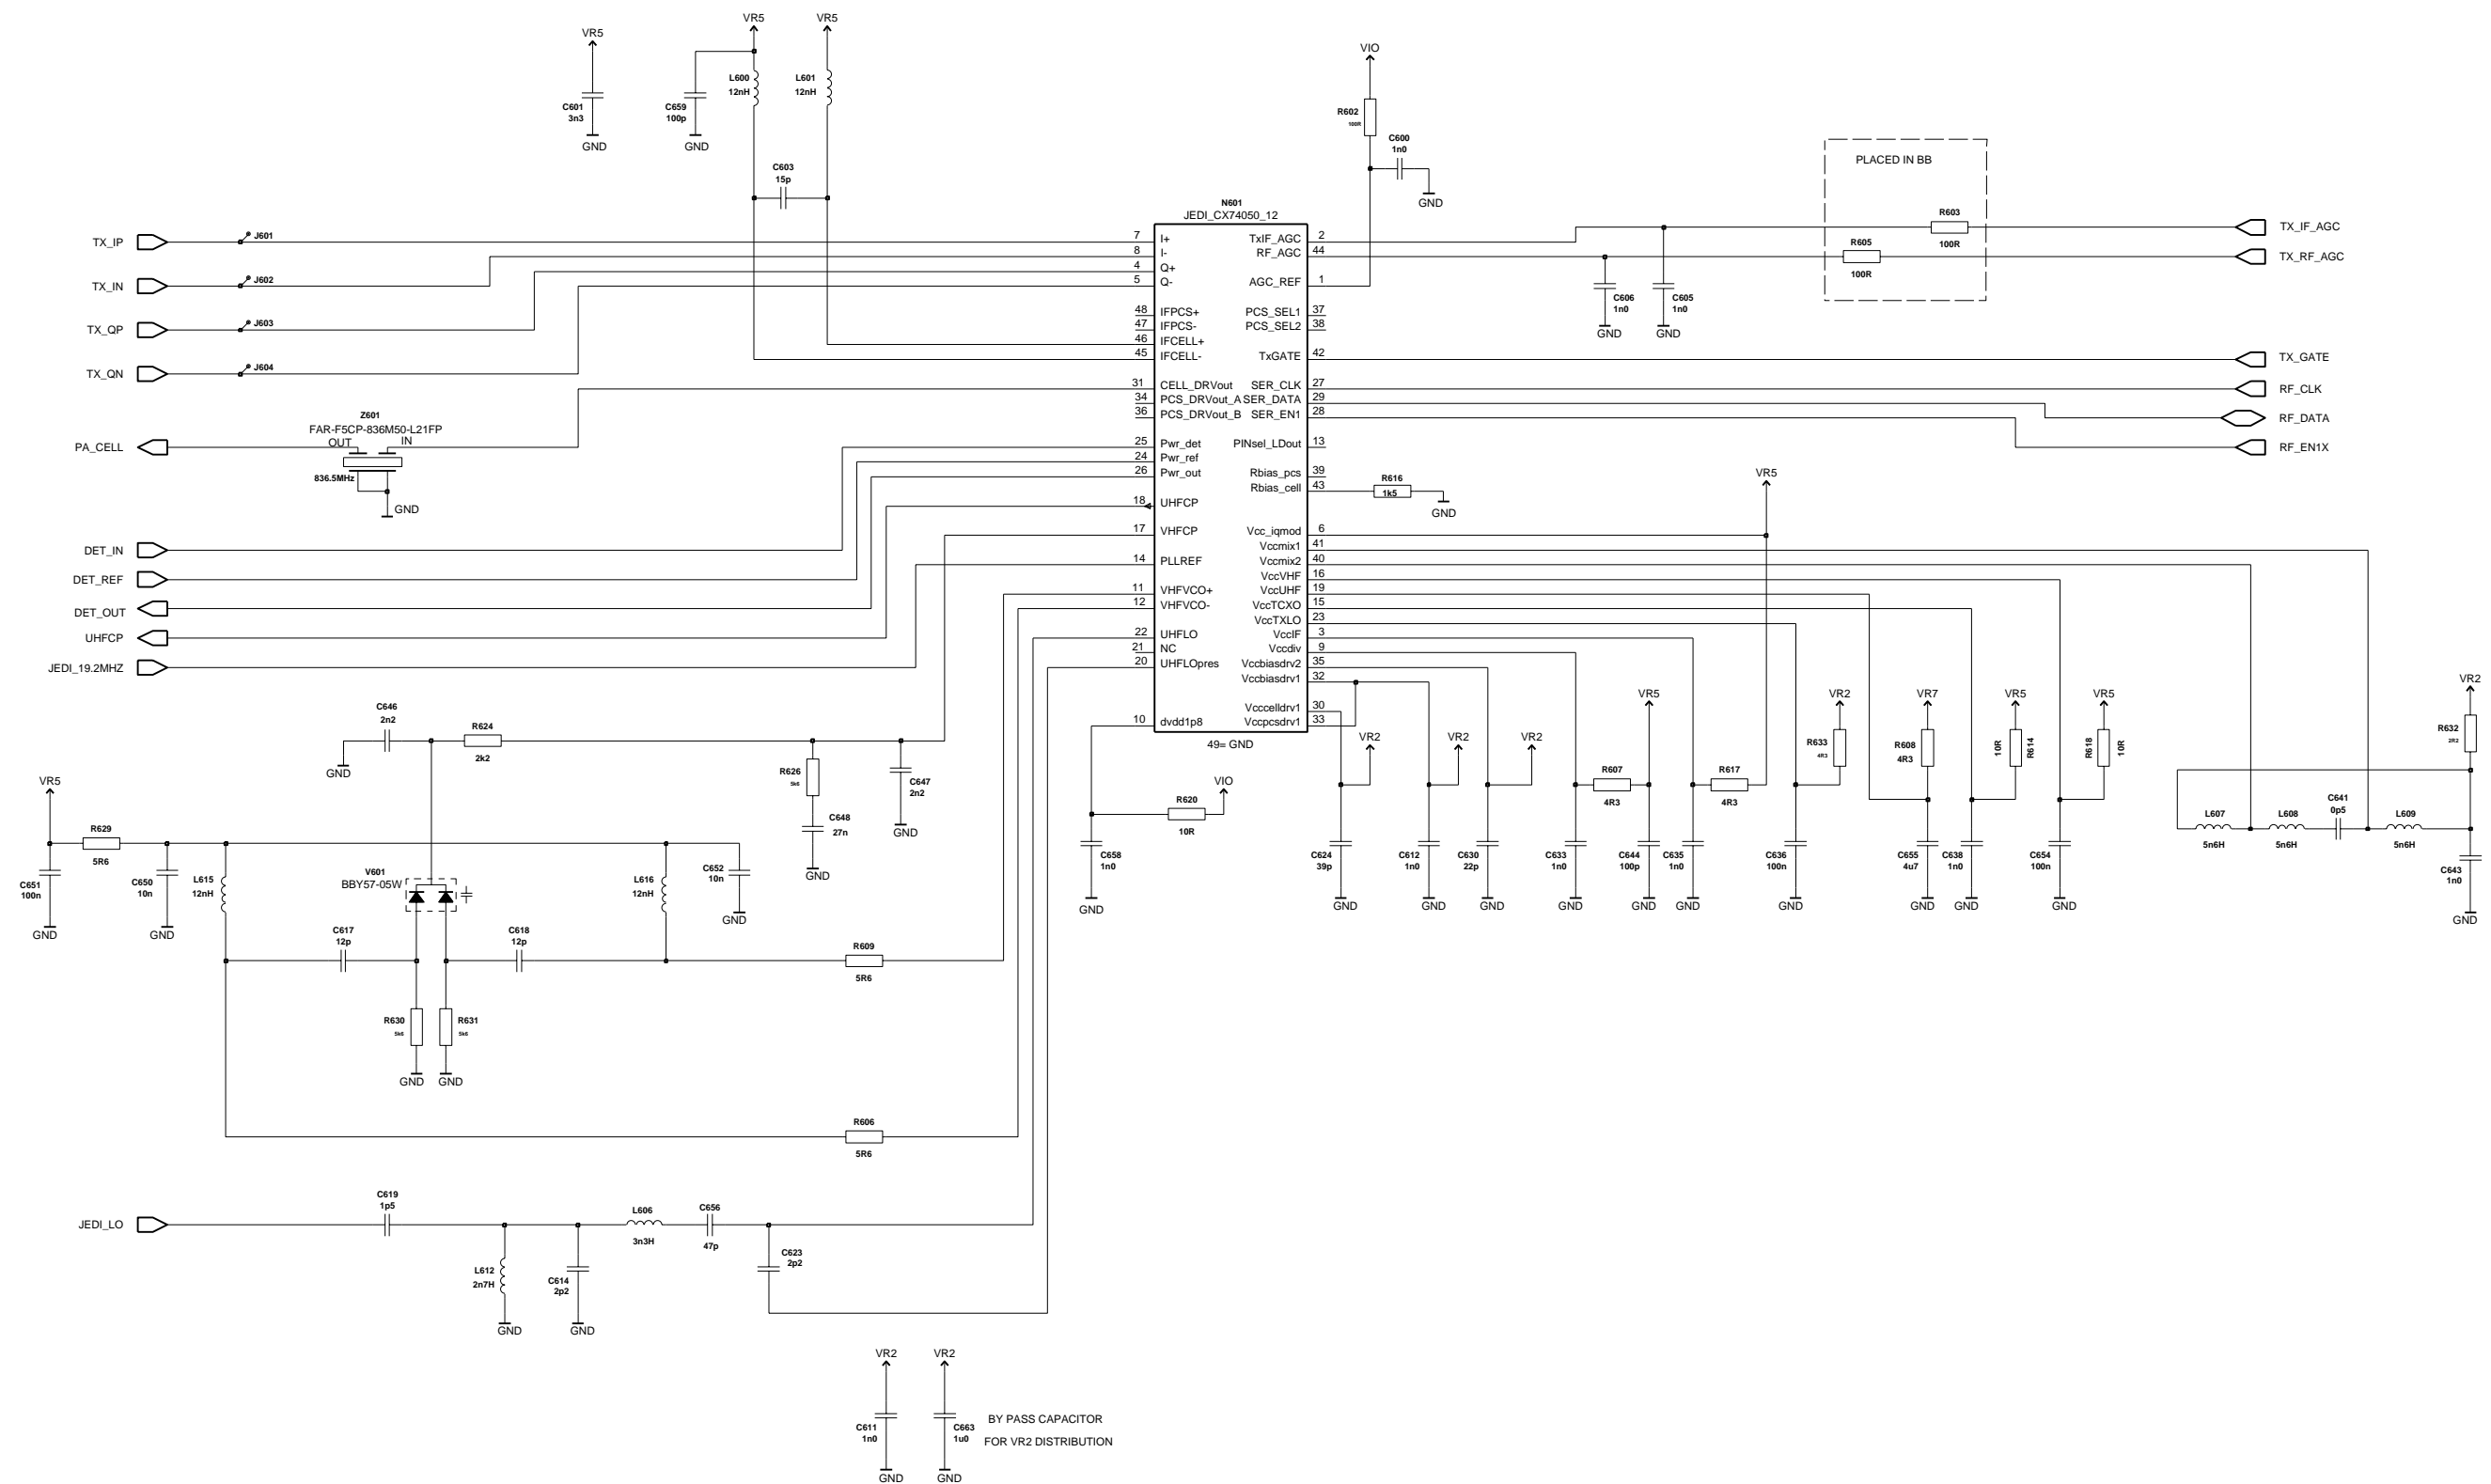 VR5
VR5
VR5
VIO
L600
12nH
L601
12nH
C601
3n3
C659
100p
GND
GND
R602
100R
C600
1n0
GND
C603
15p
PLACED IN BB
N601
JEDI_CX74050_12
R603
100R
R605
100R
TX_IF_AGC
TX_RF_AGC
C606
1n0
C605
1n0
GND
GND
TX_IP
J601
TX_IN
J602
TX_QP
J603
TX_QN
J604
7 I+
8 I-
4 Q+
5 Q-
48 IFPCS+
47 IFPCS-
46 IFCELL+
45 IFCELL-
31 CELL_DRVout
34 PCS_DRVout_A
36 PCS_DRVout_B
25 Pwr_det
24 Pwr_ref
26 Pwr_out
18 UHFCP
17 VHFCP
14 PLLREF
11 VHFVCO+
12 VHFVCO-
22 UHFLO
21 NC
20 UHFLOpres
10 dvdd1p8
TxIF_AGC 2
RF_AGC 44
AGC_REF 1
PCS_SEL1 37
PCS_SEL2 38
TxGATE 42
SER_CLK 27
SER_DATA 29
SER_EN1 28
PINsel_LDout 13
Rbias_pcs 39
Rbias_cell 43
Vcc_iqmod 6
Vccmix1 41
Vccmix2 40
VccVHF 16
VccUHF 19
VccTCXO 15
VccTXLO 23
VccIF 3
Vccdiv 9
Vccbiasdrv2 35
Vccbiasdrv1 32
Vcccelldrv1 30
Vccpcsdrv1 33
49= GND
TX_GATE
RF_CLK
RF_DATA
RF_EN1X
Z601
FAR-F5CP-836M50-L21FP
OUT
IN
836.5MHz
GND
PA_CELL
R616
1k5
GND
VR5
DET_IN
DET_REF
DET_OUT
UHFCP
JEDI_19.2MHZ
C646
2n2
GND
R624
2k2
R626
5k6
C647
2n2
GND
C648
27n
GND
VIO
R620
10R
C658
1n0
GND
VR2
VR2
VR2
VR5
VR2
VR7
VR5
VR5
VR2
R607
4R3
R617
4R3
R633
4R3
R608
4R3
10R
R614
R618
10R
R632
2R2
C624
39p
C612
1n0
C630
22p
C633
1n0
C644
100p
C635
1n0
C636
100n
C655
4u7
C638
1n0
C654
100n
GND
GND
GND
GND
GND
GND
GND
GND
GND
GND
L607
5n6H
L608
5n6H
C641
0p5
L609
5n6H
C643
1n0
GND
VR5
R629
5R6
C651
100n
GND
C650
10n
GND
L615
12nH
V601
BBY57-05W
L616
12nH
C652
10n
GND
C617
12p
C618
12p
R609
5R6
R630
5k6
R631
5k6
GND
GND
R606
5R6
JEDI_LO
C619
1p5
L606
3n3H
C656
47p
L612
2n7H
C614
2p2
C623
2p2
GND
GND
VR2
VR2
C611
1n0
C663
1u0
GND
GND
BY PASS CAPACITOR
FOR VR2 DISTRIBUTION